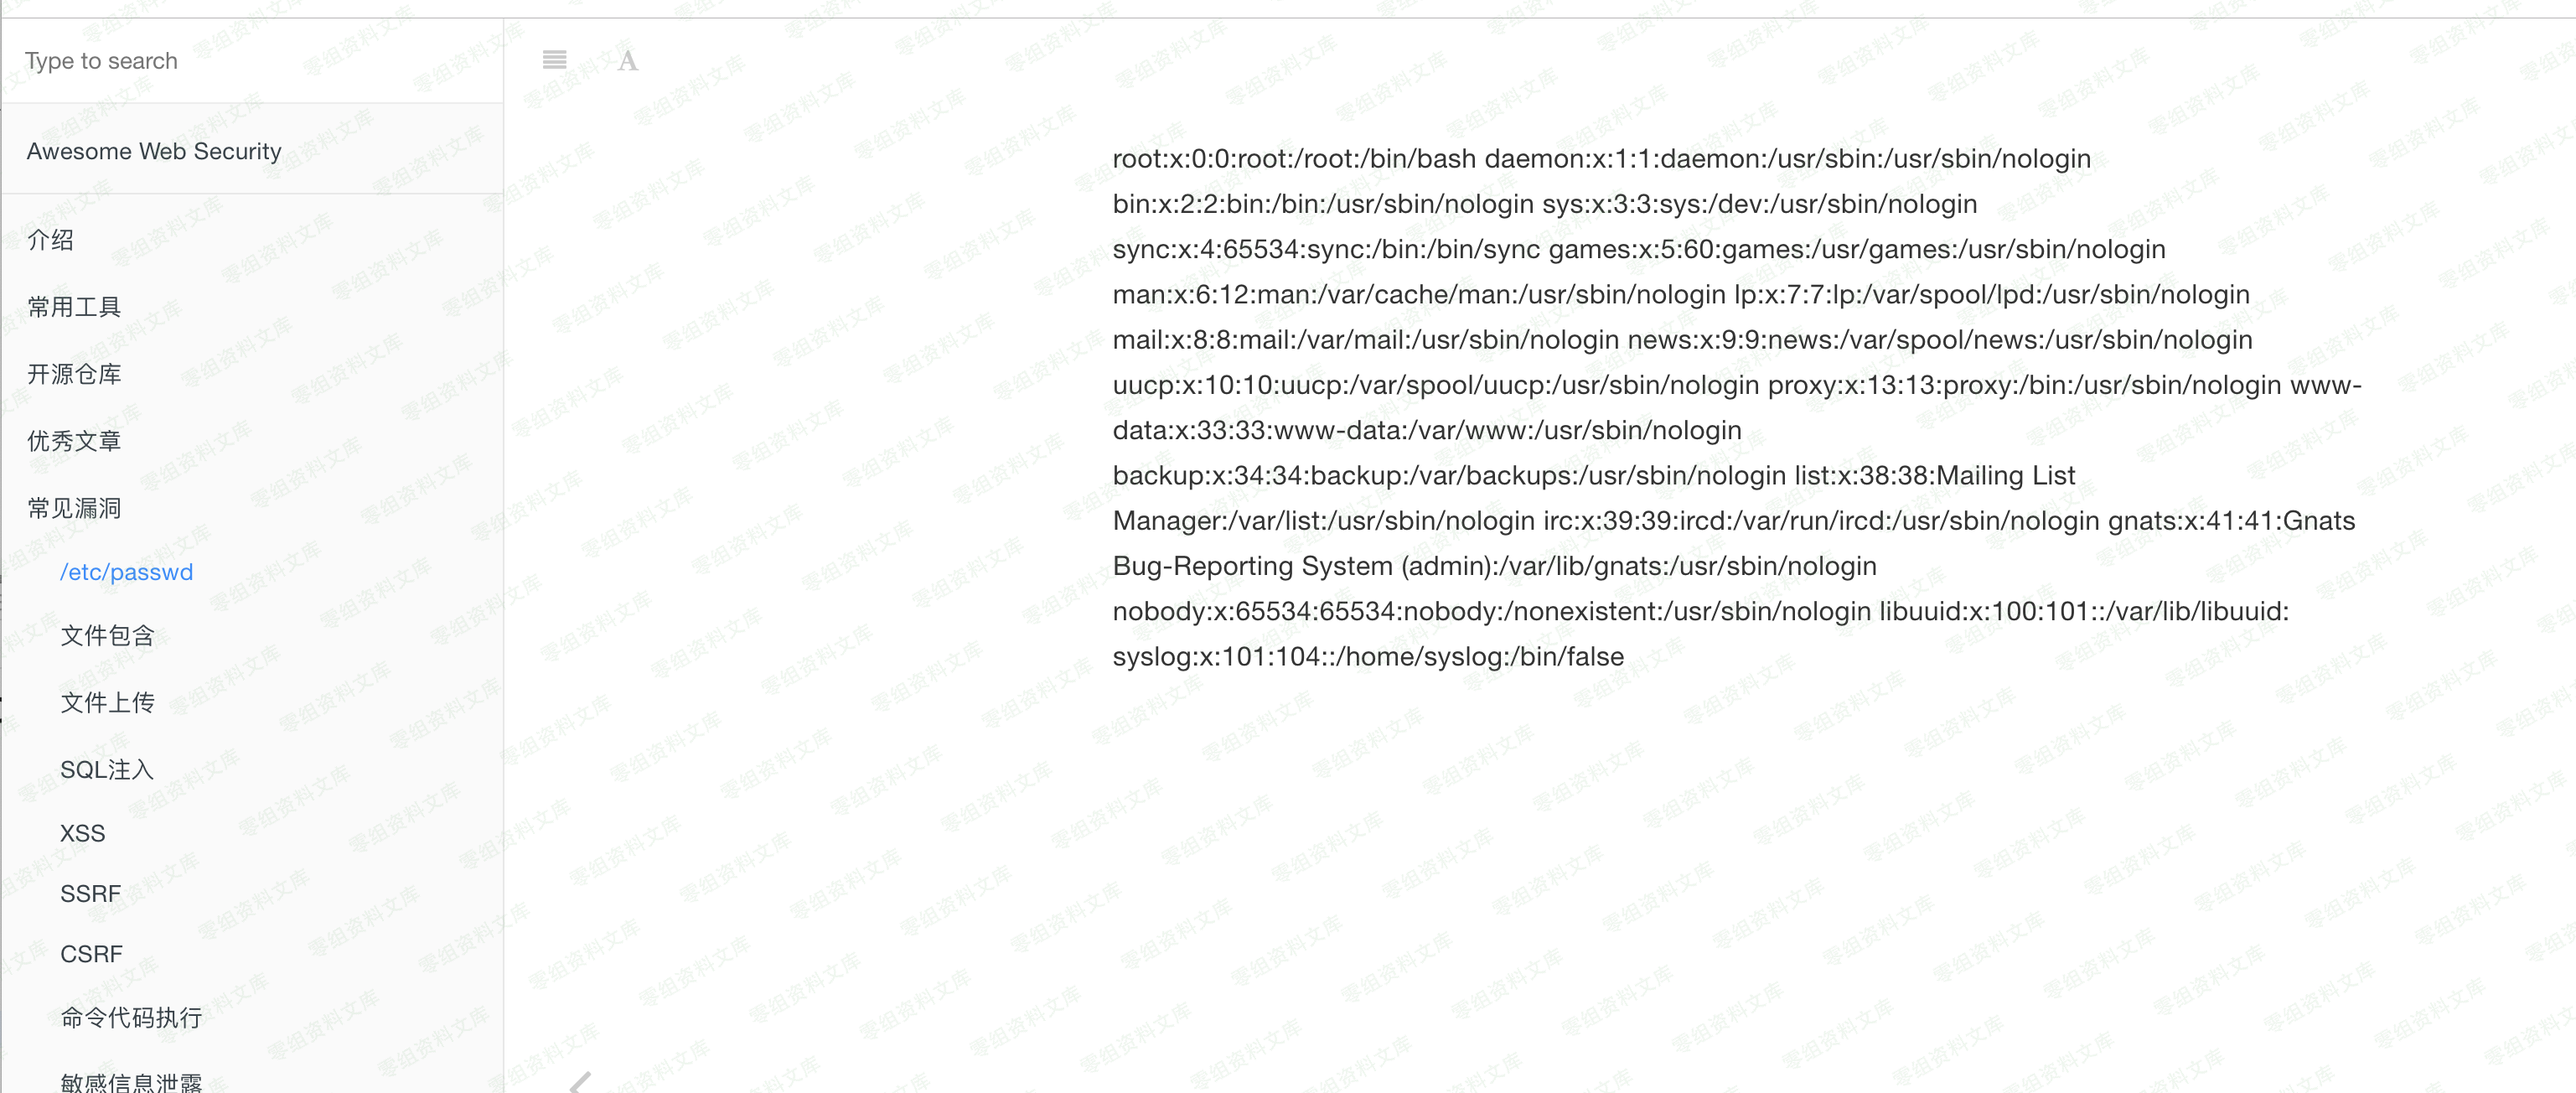 Type to search
Awesome Web Security
介绍
常用工具
开源仓库
优秀文章
常见漏洞
/etc/passwd
文件包含
文件上传
SQL注入
XSS
SSRF
CSRF
命令代码执行
敏感信息泄露
A
root:x:0:0:root:/root:/bin/bash daemon:x:1:1:daemon:/usr/sbin:/usr/sbin/nologin
bin:x:2:2:bin:/bin:/usr/sbin/nologin sys:x:3:3:sys:/dev:/usr/sbin/nologin
sync:x:4:65534:sync:/bin:/bin/sync games:x:5:60:games:/usr/games:/usr/sbin/nologin
man:x:6:12:man:/var/cache/man:/usr/sbin/nologin lp:x:7:7:lp:/var/spool/lpd:/usr/sbin/nologin
mail:x:8:8:mail:/var/mail:/usr/sbin/nologin news:x:9:9:news:/var/spool/news:/usr/sbin/nologin
uucp:x:10:10:uucp:/var/spool/uucp:/usr/sbin/nologin proxy:x:13:13:proxy:/bin:/usr/sbin/nologin www-
data:x:33:33:www-data:/var/www:/usr/sbin/nologin
backup:x:34:34:backup:/var/backups:/usr/sbin/nologin list:x:38:38:Mailing List
Manager:/var/list:/usr/sbin/nologin irc:x:39:39:ircd:/var/run/ircd:/usr/sbin/nologin gnats:x:41:41:Gnats
Bug-Reporting System (admin):/var/lib/gnats:/usr/sbin/nologin
nobody:x:65534:65534:nobody:/nonexistent:/usr/sbin/nologin libuuid:x:100:101::/var/lib/libuuid:
syslog:x:101:104::/home/syslog:/bin/false
零组资料文库